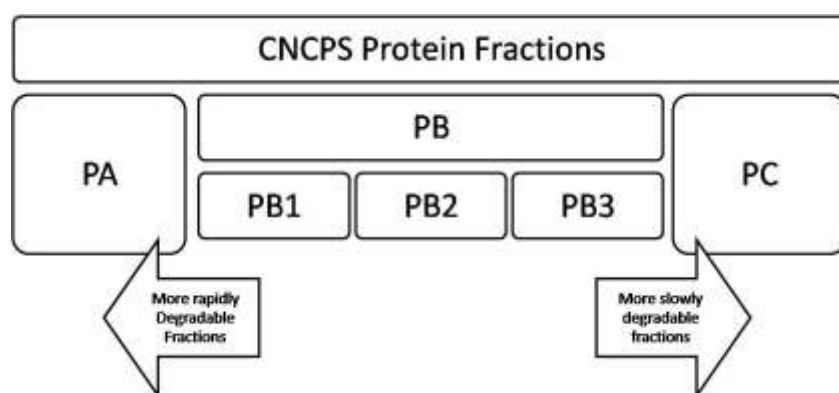 CNCPS Protein Fractions
PA
PB
PC
PB1
PB2
PB3
More rapidly
Degradable
Fractions
More slowly
degradable
fractions